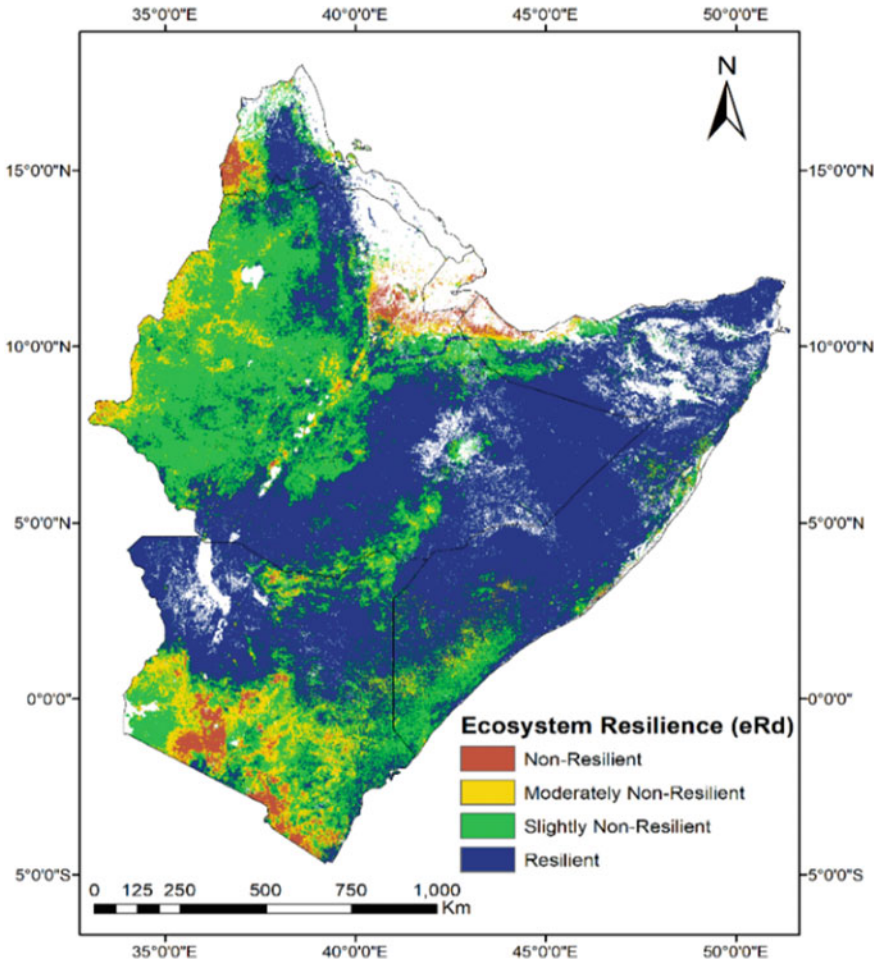 35°0'0"E 40°0'0"E 45°0'0"E 50°0'0"E
N
15°0'0"N 15°0'0"N
10°0'0"N 10°0'0"N
5°0'0"N 5°0'0"N
0°0'0" 0°0'0"
Ecosystem Resilience (eRd)
Non-Resilient
Moderately Non-Resilient
Slightly Non-Resilient
Resilient
5°0'0"S 5°0'0"S
0 125 250 500 750 1,000
Km
35°0'0"E 40°0'0"E 45°0'0"E 50°0'0"E